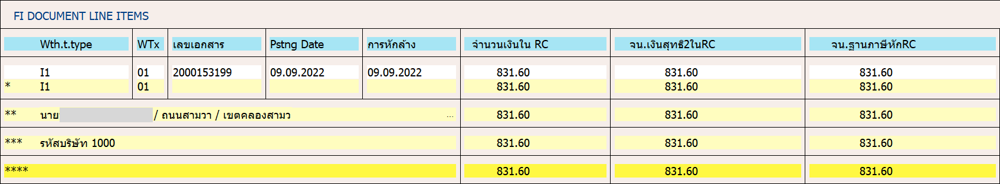 FI DOCUMENT LINE ITEMS
Wth.t.type WTx เลขเอกสาร Pstng Date การหักล้าง จำนวนเงินใน RC จน.เงินสุทธิ2ในRC จน.ฐานภาษีหักRC
I1 01 2000153199 09.09.2022 09.09.2022 831.60 831.60 831.60
* I1 01 831.60 831.60 831.60
** นาย / ถนนสามวา / เขตคลองสามว ... 831.60 831.60 831.60
*** รหัสบริษัท 1000 831.60 831.60 831.60
**** 831.60 831.60 831.60